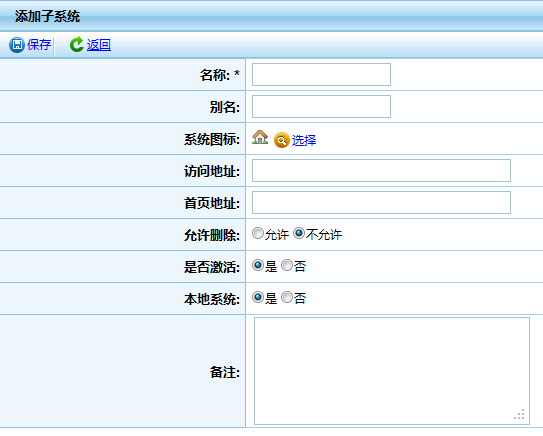 添加子系统
保存 返回
名称: *
别名:
系统图标: 选择
访问地址:
首页地址:
允许删除: 允许 不允许
是否激活: 是 否
本地系统: 是 否
备注: